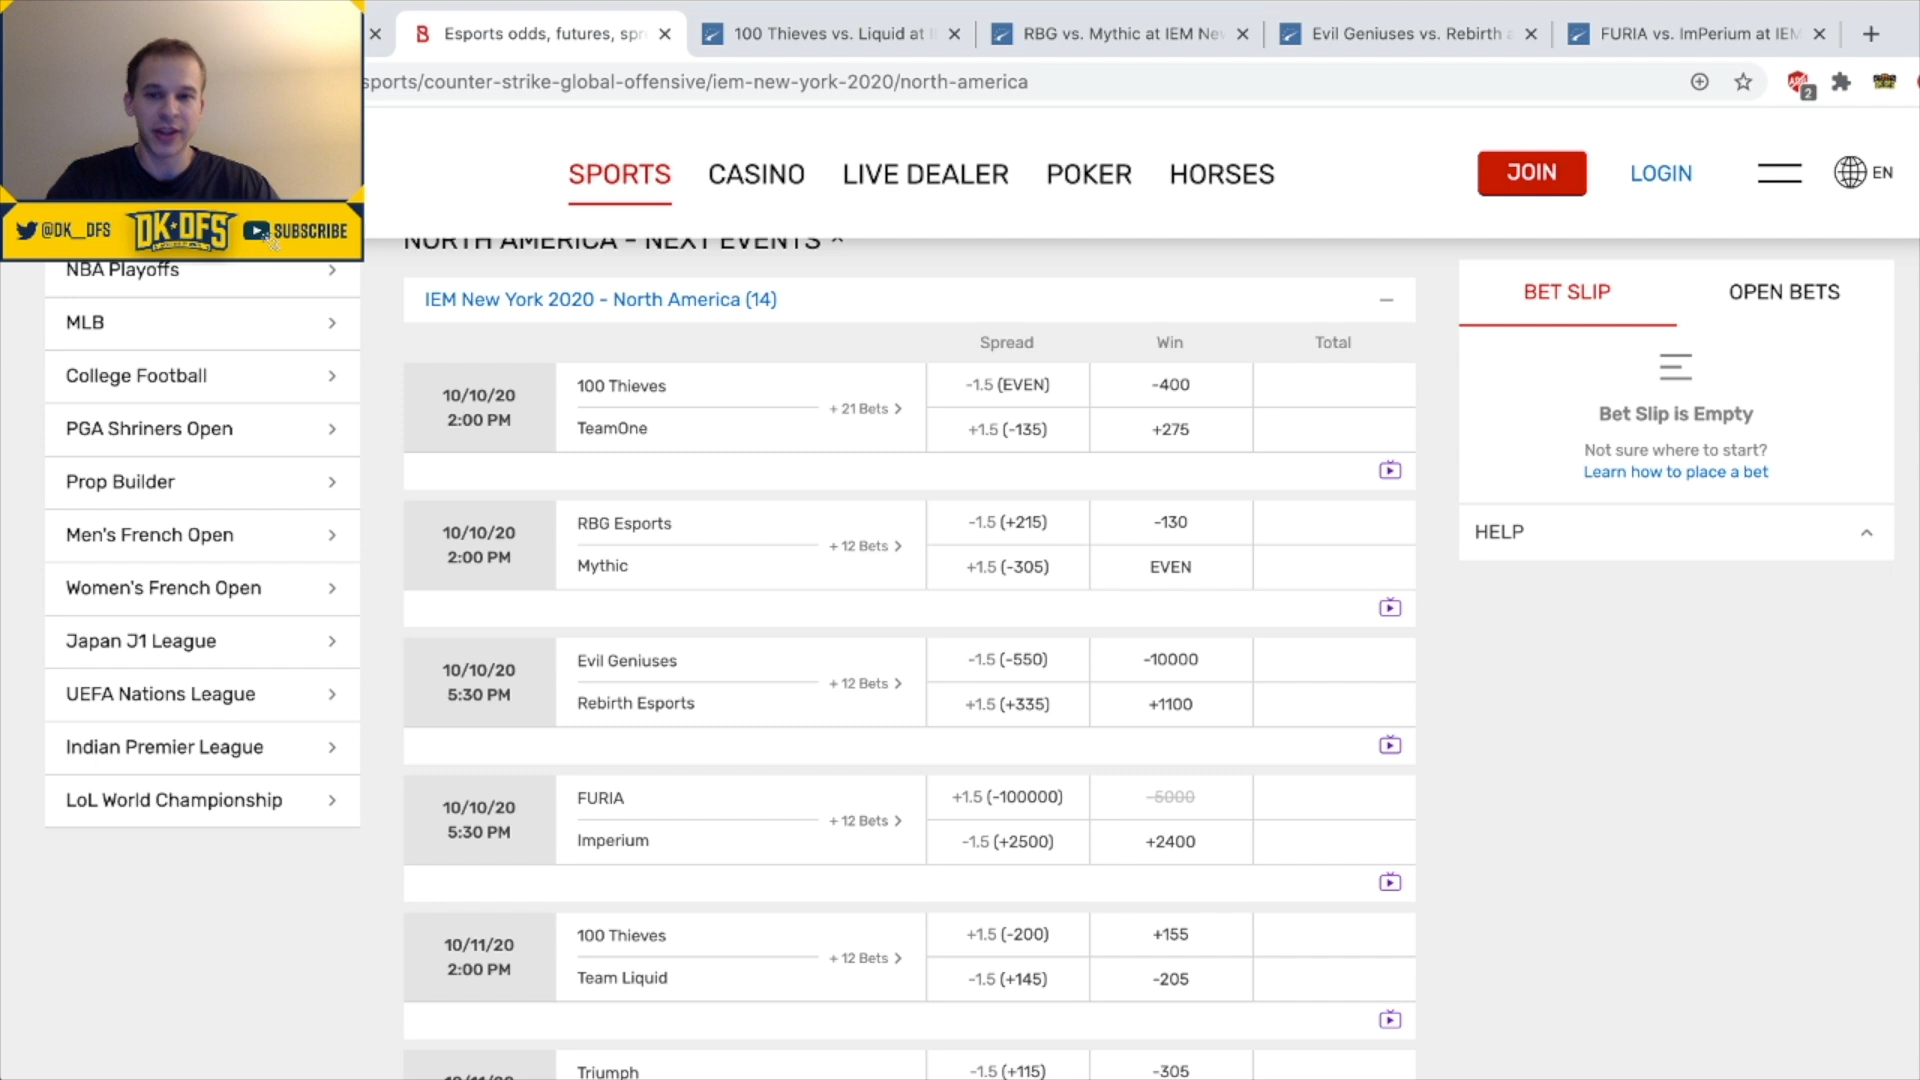 Esports odds, futures, spr
100 Thieves vs. Liquid at I
RBG vs. Mythic at IEM Ne
Evil Geniuses vs. Rebirth
FURIA vs. ImPerium at IEM
sports/counter-strike-global-offensive/iem-new-york-2020/north-america
2
SPORTS CASINO LIVE DEALER POKER HORSES
JOIN LOGIN EN
@DK__DFS DK DFS SUBSCRIBE
NBA Playoffs
MLB
College Football
PGA Shriners Open
Prop Builder
Men's French Open
Women's French Open
Japan J1 League
UEFA Nations League
Indian Premier League
LoL World Championship
NORTH AMERICA - NEXT EVENTS
IEM New York 2020 - North America (14)
Spread Win Total
10/10/20
2:00 PM
100 Thieves -1.5 (EVEN) -400
+ 21 Bets
TeamOne +1.5 (-135) +275
10/10/20
2:00 PM
RBG Esports -1.5 (+215) -130
+ 12 Bets
Mythic +1.5 (-305) EVEN
10/10/20
5:30 PM
Evil Geniuses -1.5 (-550) -10000
+ 12 Bets
Rebirth Esports +1.5 (+335) +1100
10/10/20
5:30 PM
FURIA +1.5 (-100000) -5000
+ 12 Bets
Imperium -1.5 (+2500) +2400
10/11/20
2:00 PM
100 Thieves +1.5 (-200) +155
+ 12 Bets
Team Liquid -1.5 (+145) -205
Triumph -1.5 (+115) -305
BET SLIP OPEN BETS
Bet Slip is Empty
Not sure where to start?
Learn how to place a bet
HELP